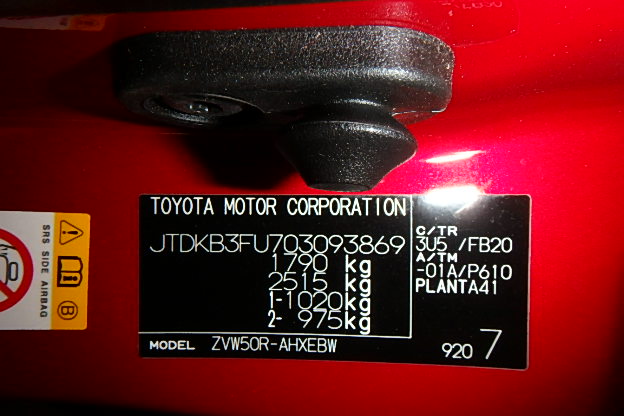 TOYOTA MOTOR CORPORATION
JTDKB3FU703093869
1790 kg
2515 kg
1-1020kg
2- 975kg
C/TR
3U5 /FB20
A/TM
-01A/P610
PLANTA41
MODEL ZVW50R-AHXEBW
920 7
SRS SIDE AIRBAG
B